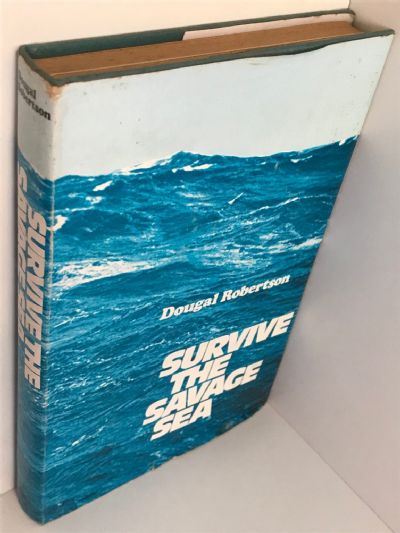 Dougal
Robertson
SURVIVE THE
SAVAGE SEA
Dougal Robertson
SURVIVE
THE
SAVAGE
SEA